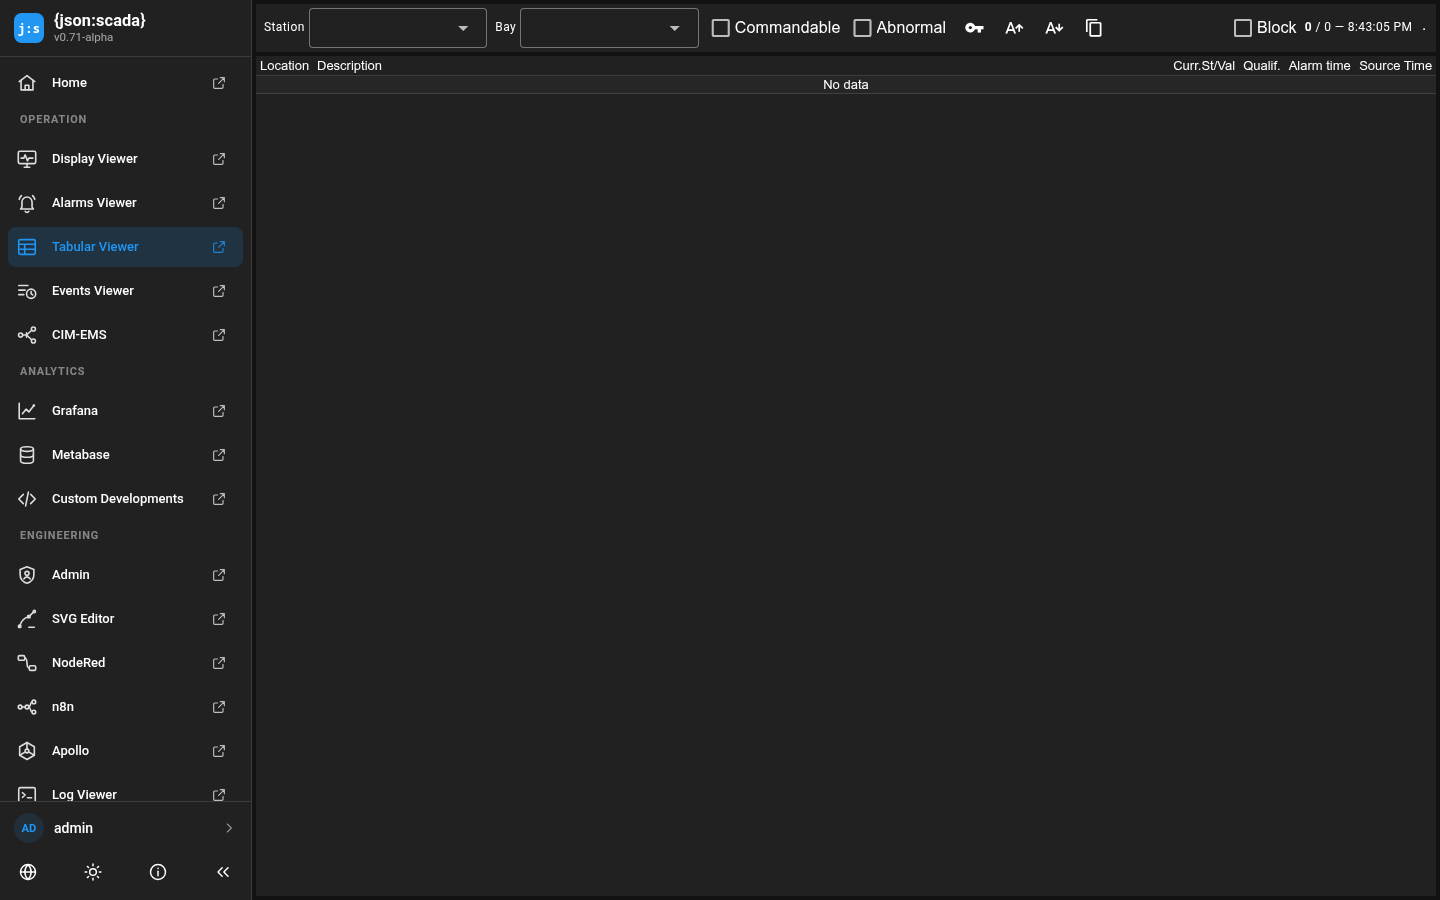 j:s
{json:scada}
v0.71-alpha
Home
OPERATION
Display Viewer
Alarms Viewer
Tabular Viewer
Events Viewer
CIM-EMS
ANALYTICS
Grafana
Metabase
Custom Developments
ENGINEERING
Admin
SVG Editor
NodeRed
n8n
Apollo
Log Viewer
AD
admin
Station Bay Commandable Abnormal Block 0 / 0 — 8:43:05 PM .
Location Description Curr.St/Val Qualif. Alarm time Source Time
No data